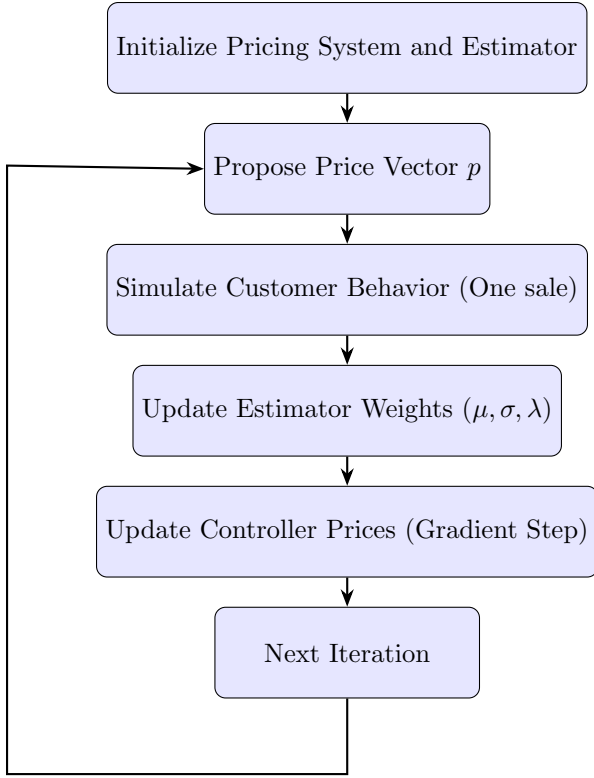 Initialize Pricing System and Estimator
Propose Price Vector p
Simulate Customer Behavior (One sale)
Update Estimator Weights (μ, σ, λ)
Update Controller Prices (Gradient Step)
Next Iteration